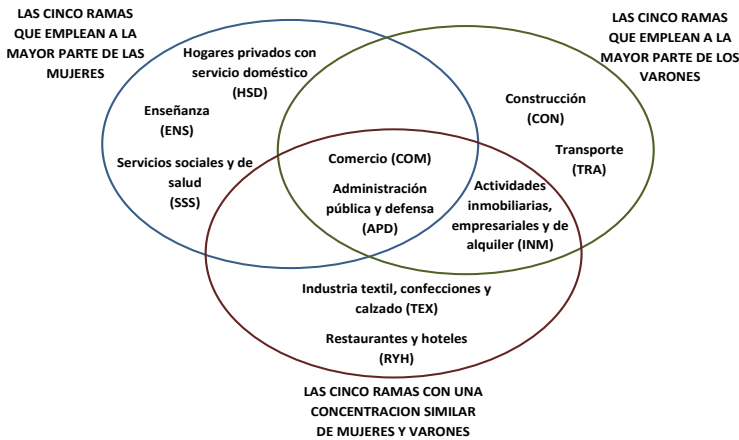 LAS CINCO RAMAS
QUE EMPLEAN A LA
MAYOR PARTE DE LAS
MUJERES
LAS CINCO RAMAS
QUE EMPLEAN A LA
MAYOR PARTE DE LOS
VARONES
Hogares privados con
servicio doméstico
(HSD)
Enseñanza
(ENS)
Servicios sociales y de
salud
(SSS)
Construcción
(CON)
Transporte
(TRA)
Comercio (COM)
Administración
pública y defensa
(APD)
Actividades
inmobiliarias,
empresariales y de
alquiler (INM)
Industria textil, confecciones y
calzado (TEX)
Restaurantes y hoteles
(RYH)
LAS CINCO RAMAS CON UNA
CONCENTRACION SIMILAR
DE MUJERES Y VARONES